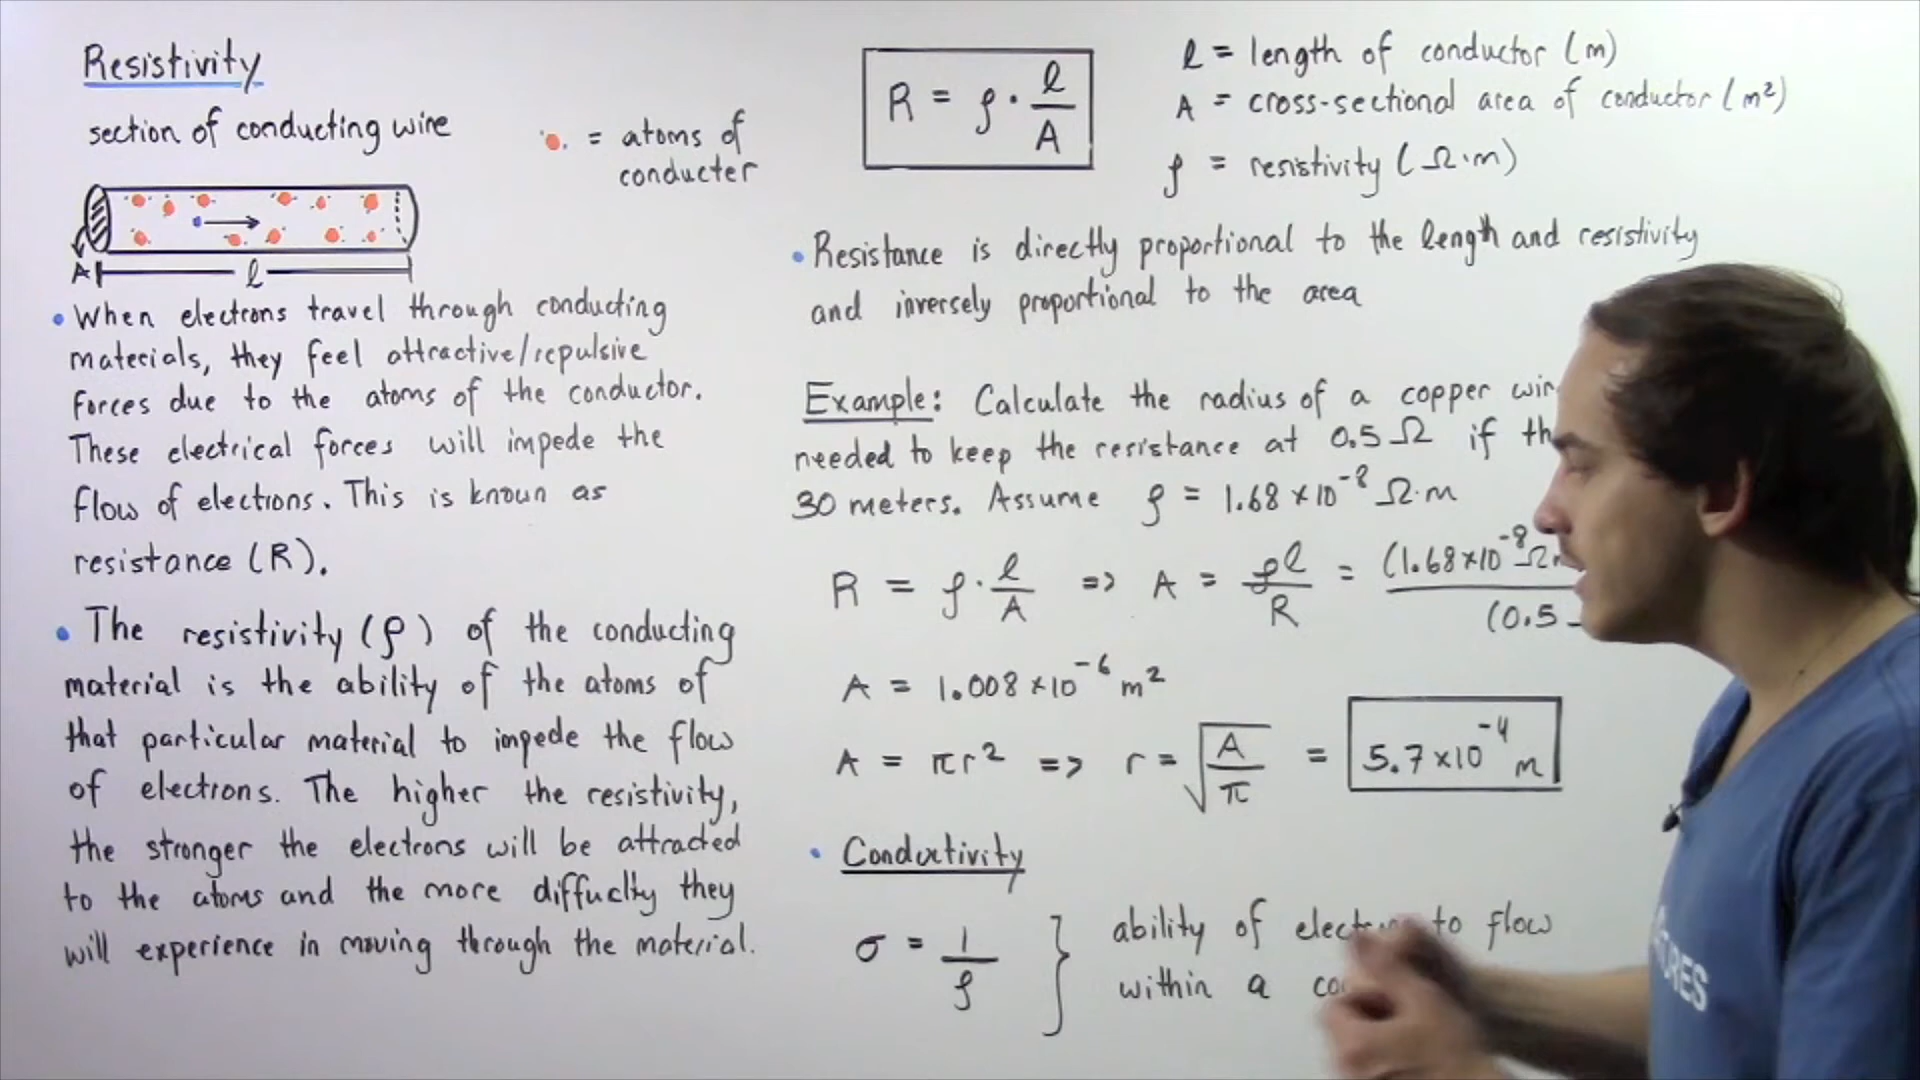 Resistivity
section of conducting wire
= atoms of
conducter
A
l
• When electrons travel through conducting
materials, they feel attractive/repulsive
forces due to the atoms of the conductor.
These electrical forces will impede the
flow of electrons. This is known as
resistance (R).
• The resistivity (ρ) of the conducting
material is the ability of the atoms of
that particular material to impede the flow
of electrons. The higher the resistivity,
the stronger the electrons will be attracted
to the atoms and the more diffuclty they
will experience in moving through the material.
R = ρ · l/A
l = length of conductor (m)
A = cross-sectional area of conductor (m²)
ρ = resistivity (Ω·m)
• Resistance is directly proportional to the length and resistivity
and inversely proportional to the area
Example: Calculate the radius of a copper
needed to keep the resistance at 0.5 Ω if
30 meters. Assume ρ = 1.68 × 10⁻⁸ Ω·m
R = ρ · l/A => A = ρl/R = (1.68×10⁻⁸ Ω / (0.5
A = 1.008 × 10⁻⁶ m²
A = πr² => r = √(A/π) = 5.7×10⁻⁴ m
• Conductivity
σ = 1/ρ } ability of to flow
within a